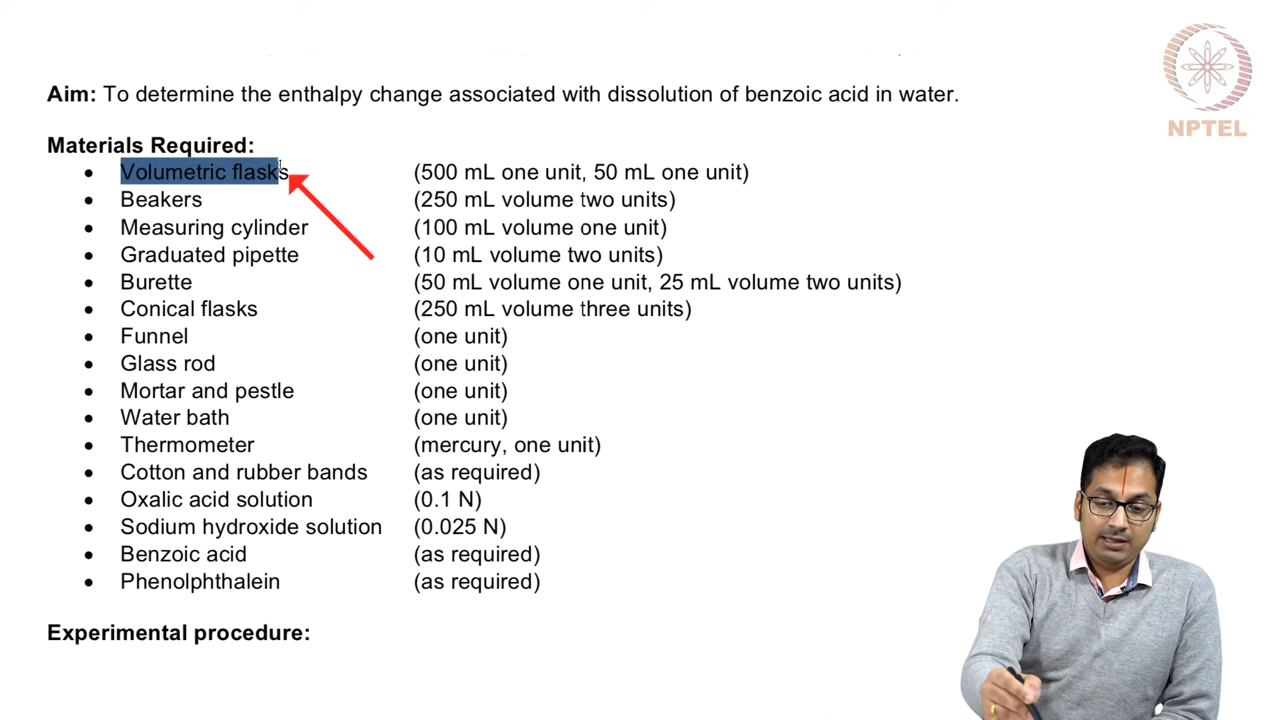 NPTEL
Aim: To determine the enthalpy change associated with dissolution of benzoic acid in water.
Materials Required:
• Volumetric flasks (500 mL one unit, 50 mL one unit)
• Beakers (250 mL volume two units)
• Measuring cylinder (100 mL volume one unit)
• Graduated pipette (10 mL volume two units)
• Burette (50 mL volume one unit, 25 mL volume two units)
• Conical flasks (250 mL volume three units)
• Funnel (one unit)
• Glass rod (one unit)
• Mortar and pestle (one unit)
• Water bath (one unit)
• Thermometer (mercury, one unit)
• Cotton and rubber bands (as required)
• Oxalic acid solution (0.1 N)
• Sodium hydroxide solution (0.025 N)
• Benzoic acid (as required)
• Phenolphthalein (as required)
Experimental procedure: